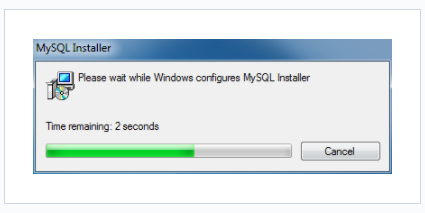 MySQL Installer
Please wait while Windows configures MySQL Installer
Time remaining: 2 seconds
Cancel